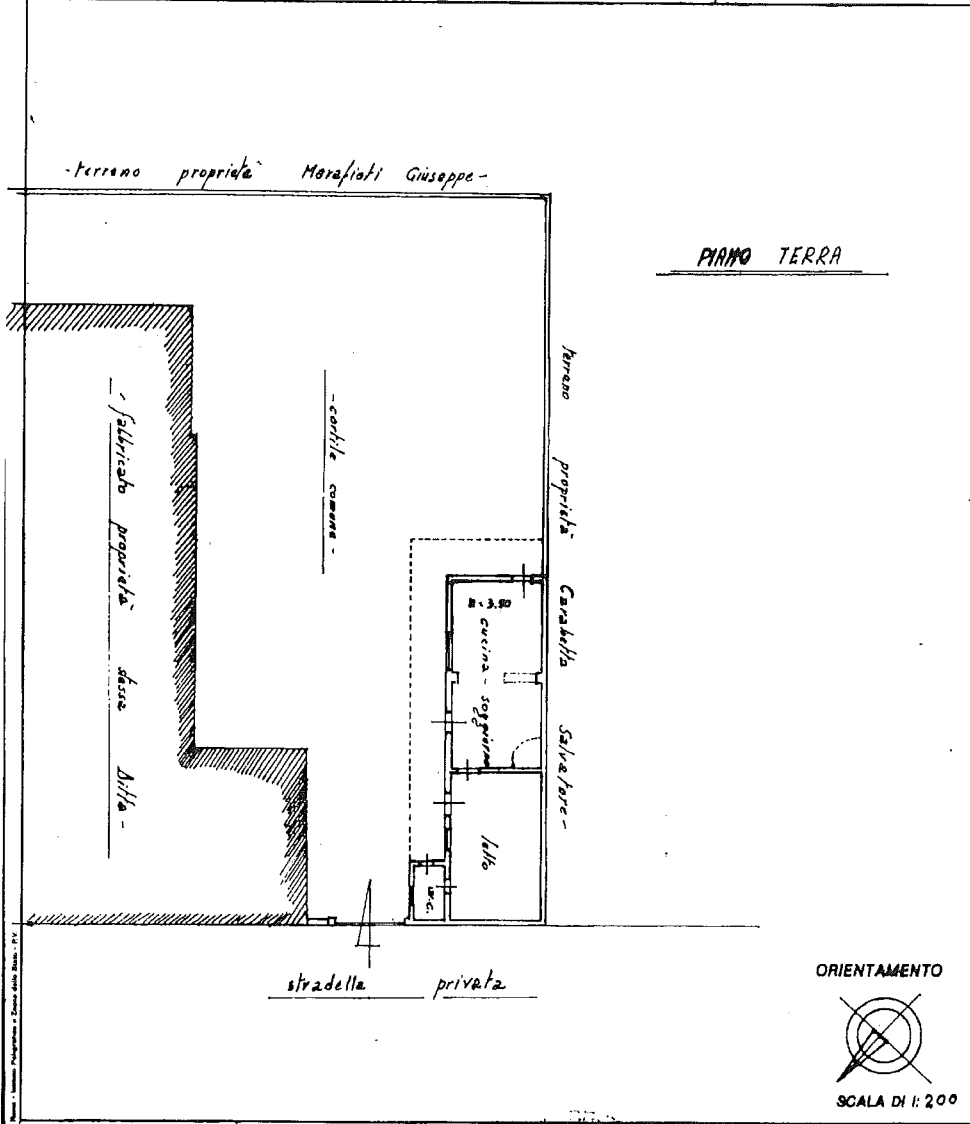 -terreno proprietà Marafioti Giuseppe-
PIANO TERRA
terreno proprietà Carabetta Salvatore-
-cortile comune-
-fabbricato proprietà stessa Ditta-
H=3.50
cucina - soggiorno
letto
W.C.
stradella privata
ORIENTAMENTO
SCALA DI 1:200